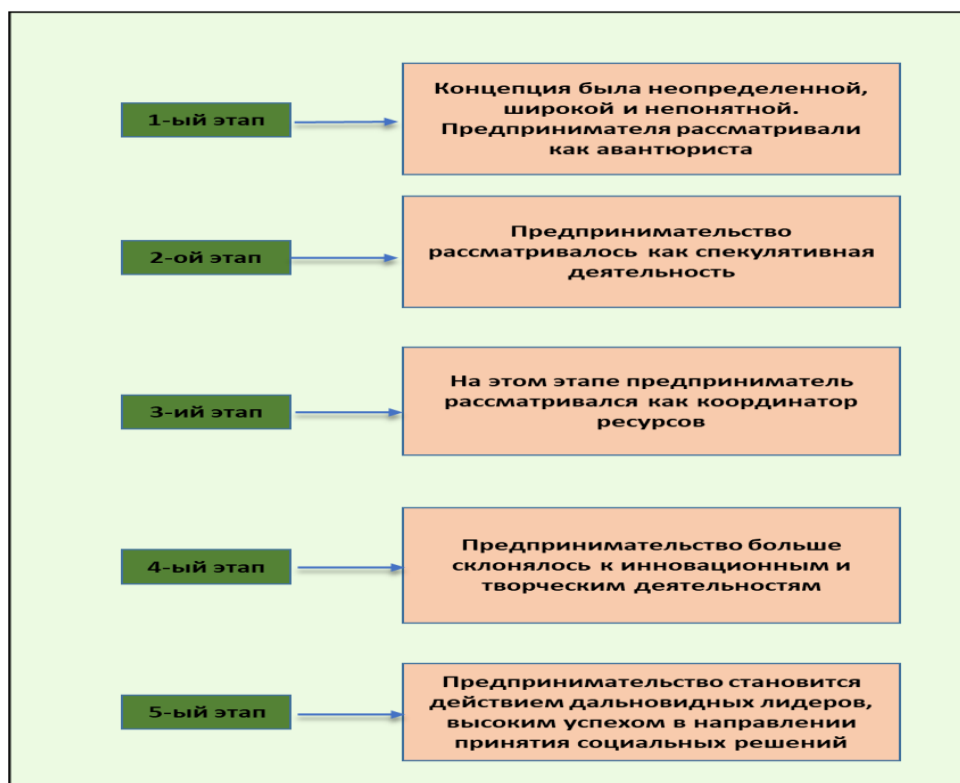 1-ый этап
Концепция была неопределенной,
широкой и непонятной.
Предпринимателя рассматривали
как авантюриста
2-ой этап
Предпринимательство
рассматривалось как спекулятивная
деятельность
3-ий этап
На этом этапе предприниматель
рассматривался как координатор
ресурсов
4-ый этап
Предпринимательство больше
склонялось к инновационным и
творческим деятельностям
5-ый этап
Предпринимательство становится
действием дальновидных лидеров,
высоким успехом в направлении
принятия социальных решений